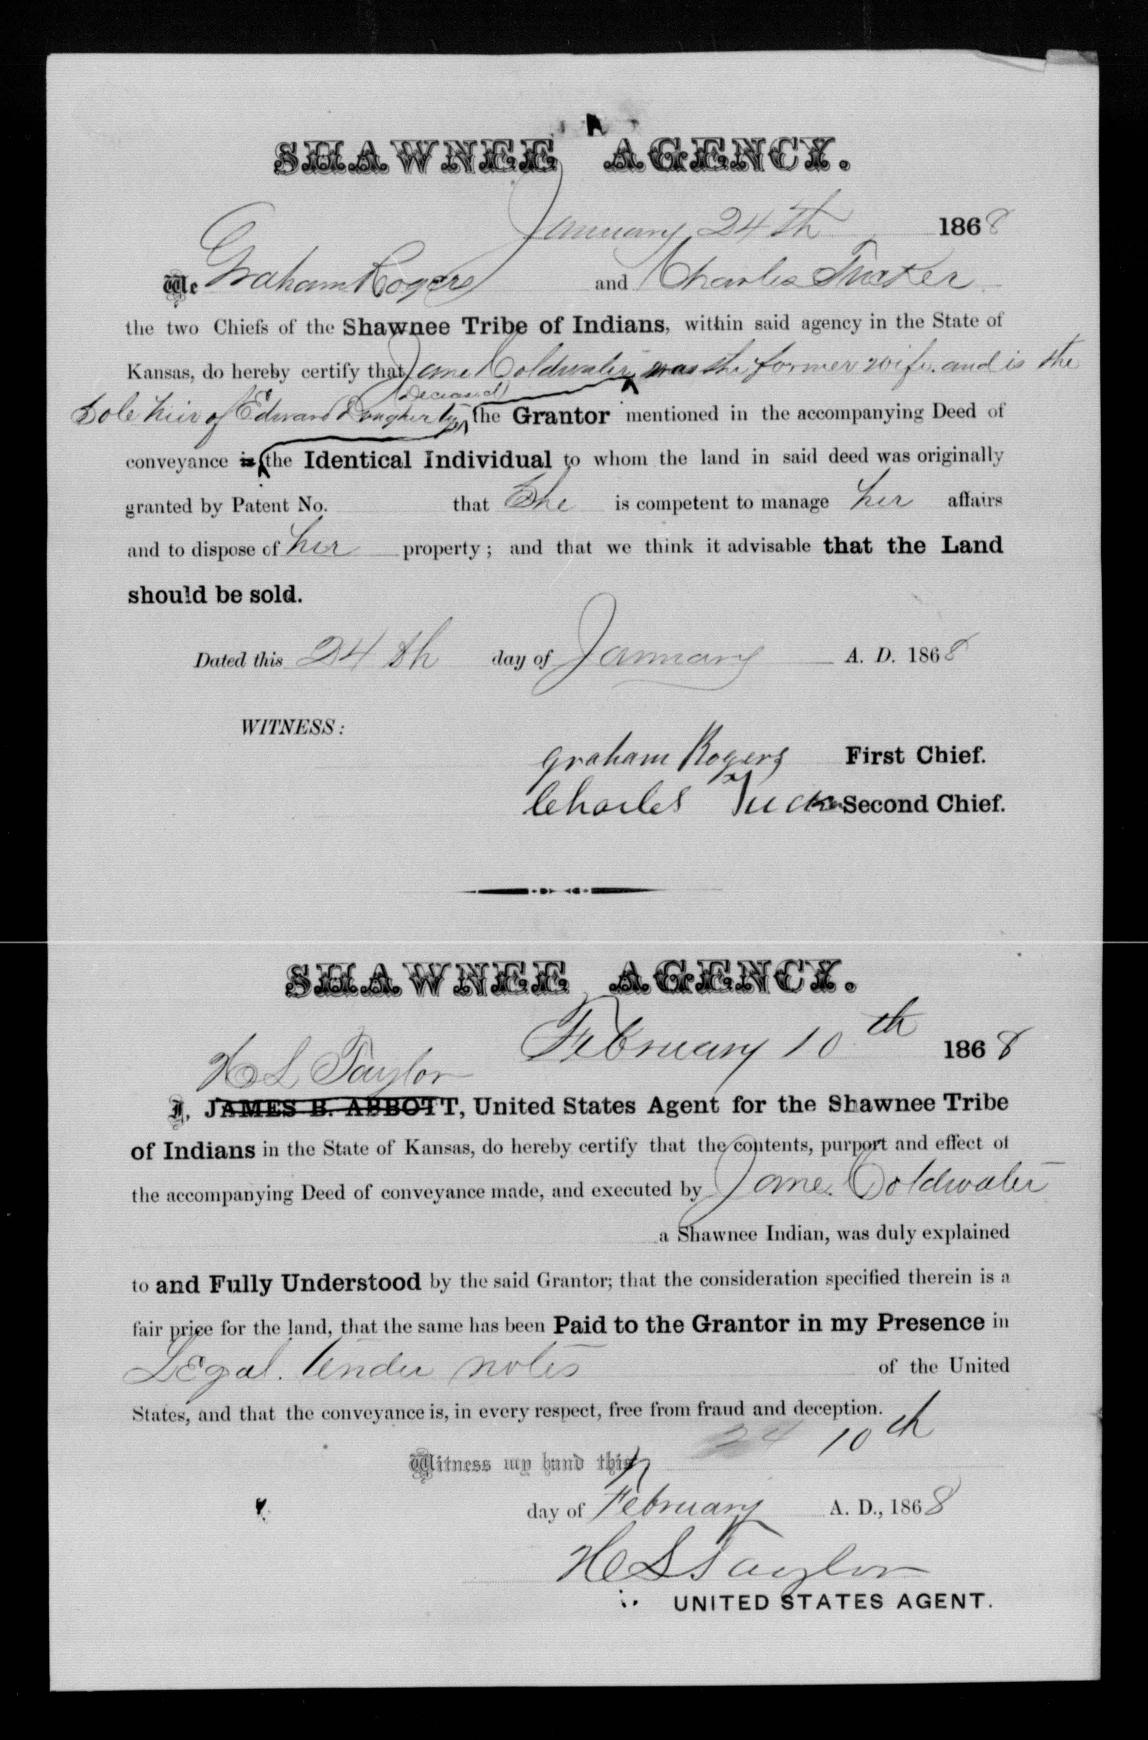 SHAWNEE AGENCY.
January 24th 1868
We Graham Rogers and Charles Tucker
the two Chiefs of the Shawnee Tribe of Indians, within said agency in the State of
Kansas, do hereby certify that Jane Coldwater was the former wife and is the
(Deceased)
Sole heir of Edward Daugherty, the Grantor mentioned in the accompanying Deed of
conveyance is the Identical Individual to whom the land in said deed was originally
granted by Patent No. that She is competent to manage her affairs
and to dispose of her property; and that we think it advisable that the Land
should be sold.
Dated this 24th day of January A. D. 1868
WITNESS:
graham Rogers First Chief.
Charles Tucker Second Chief.
SHAWNEE AGENCY.
February 10th 1868
H L Taylor
I, JAMES B. ABBOTT, United States Agent for the Shawnee Tribe
of Indians in the State of Kansas, do hereby certify that the contents, purport and effect of
the accompanying Deed of conveyance made, and executed by Jane Coldwater
a Shawnee Indian, was duly explained
to and Fully Understood by the said Grantor; that the consideration specified therein is a
fair price for the land, that the same has been Paid to the Grantor in my Presence in
Legal tender notes of the United
States, and that the conveyance is, in every respect, free from fraud and deception.
Witness my hand this 24 10th
day of February A. D., 1868
H L Taylor
UNITED STATES AGENT.